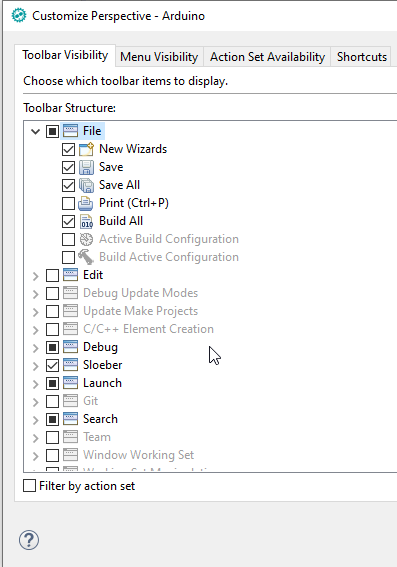 Customize Perspective - Arduino
Toolbar Visibility Menu Visibility Action Set Availability Shortcuts
Choose which toolbar items to display.
Toolbar Structure:
File
New Wizards
Save
Save All
Print (Ctrl+P)
010 Build All
Active Build Configuration
Build Active Configuration
Edit
Debug Update Modes
Update Make Projects
C/C++ Element Creation
Debug
Sloeber
Launch
Git
Search
Team
Window Working Set
Filter by action set
?